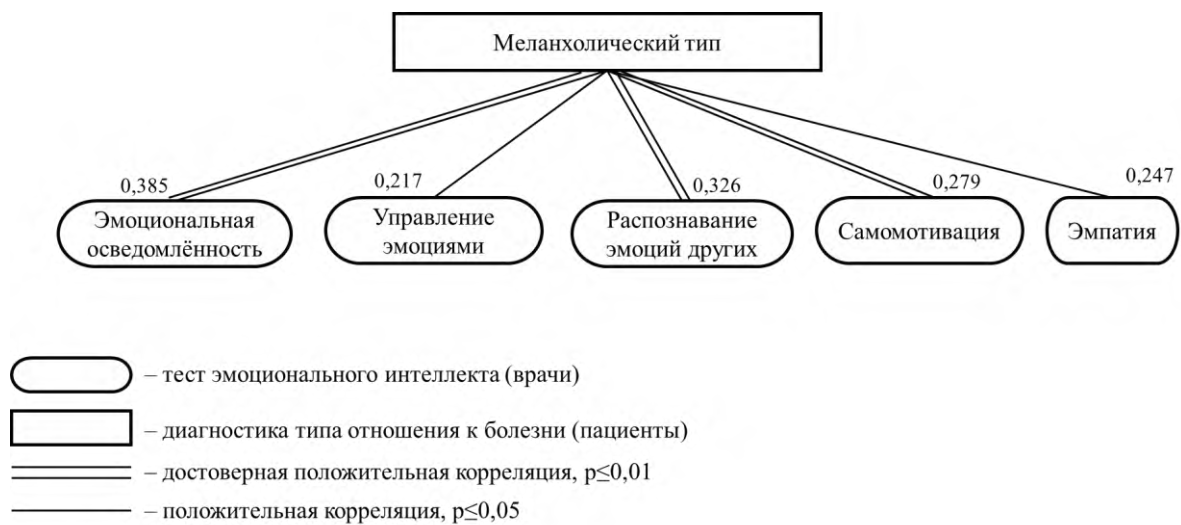 Меланхолический тип
0,385
0,217
0,326
0,279
0,247
Эмоциональная
осведомлённость
Управление
эмоциями
Распознавание
эмоций других
Самомотивация
Эмпатия
– тест эмоционального интеллекта (врачи)
– диагностика типа отношения к болезни (пациенты)
– достоверная положительная корреляция, p≤0,01
– положительная корреляция, p≤0,05